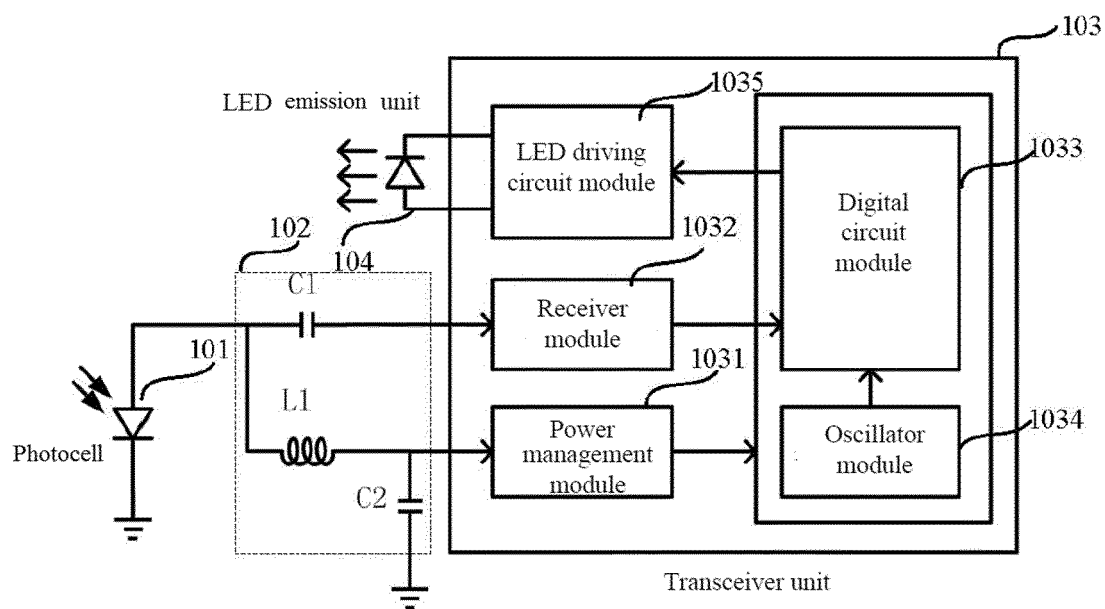 103
1035
LED emission unit
LED driving
circuit module
1033
Digital
circuit
module
102
104
1032
C1
Receiver
module
101
1031
L1
Power
management
module
Photocell
C2
Oscillator
module
1034
Transceiver unit